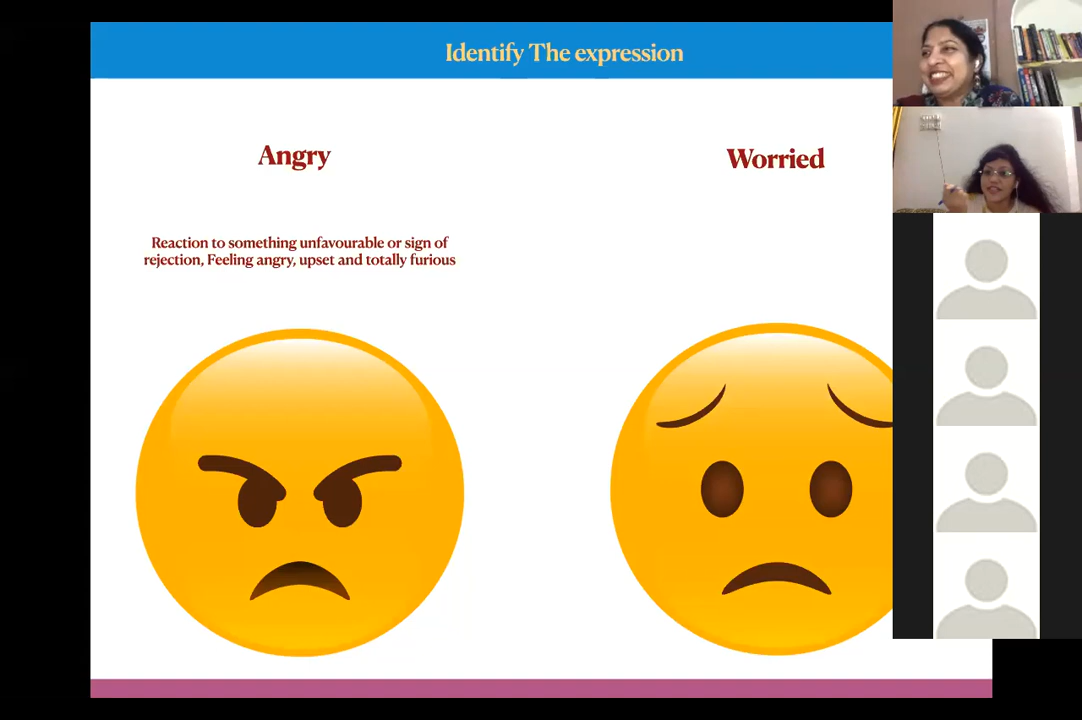 Identify The expression
Angry
Worried
Reaction to something unfavourable or sign of
rejection, Feeling angry, upset and totally furious